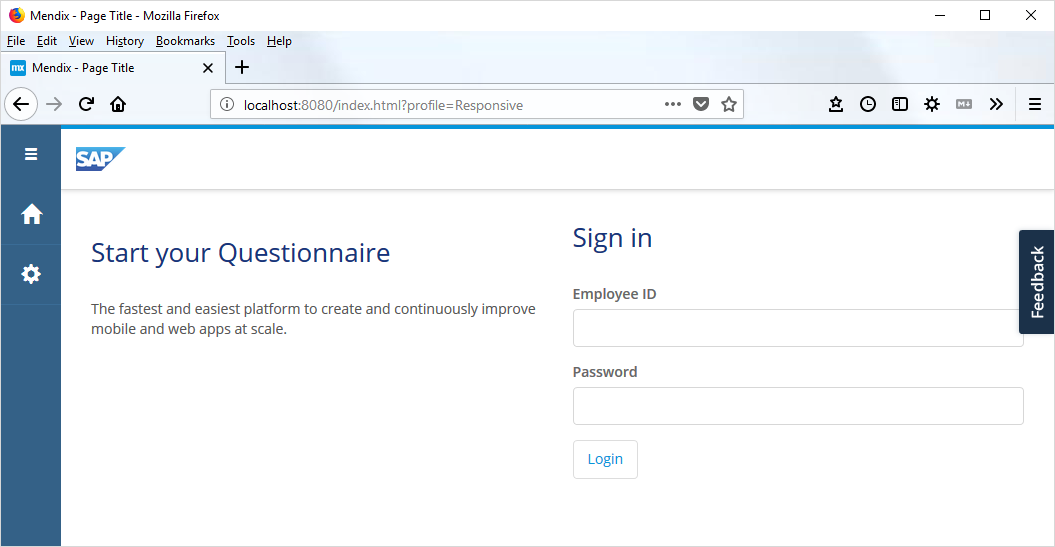 Mendix - Page Title - Mozilla Firefox
File Edit View History Bookmarks Tools Help
mx Mendix - Page Title
localhost:8080/index.html?profile=Responsive
M↓
SAP
Start your Questionnaire
The fastest and easiest platform to create and continuously improve
mobile and web apps at scale.
Sign in
Employee ID
Password
Login
Feedback